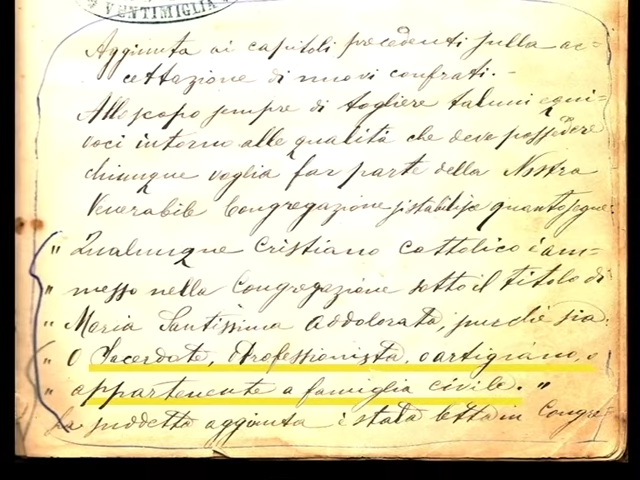 VENTIMIGLIA
Aggiunta ai capitoli precedenti sulla ac=
cettazione di nuovi confrati.-
Allo scopo sempre di togliere taluni equi=
voci intorno alle qualità che deve possedere
chiunque voglia far parte della Nostra
Venerabile Congregazione si stabilisce quanto segue:
" Qualunque Cristiano cattolico è am=
" messo nella Congregazione sotto il titolo di
" Maria Santissima Addolorata, purchè sia
" o Sacerdote, o Professionista, o artigiano, o
" appartenente a famiglia civile. "
La suddetta aggiunta è stata letta in Congre=